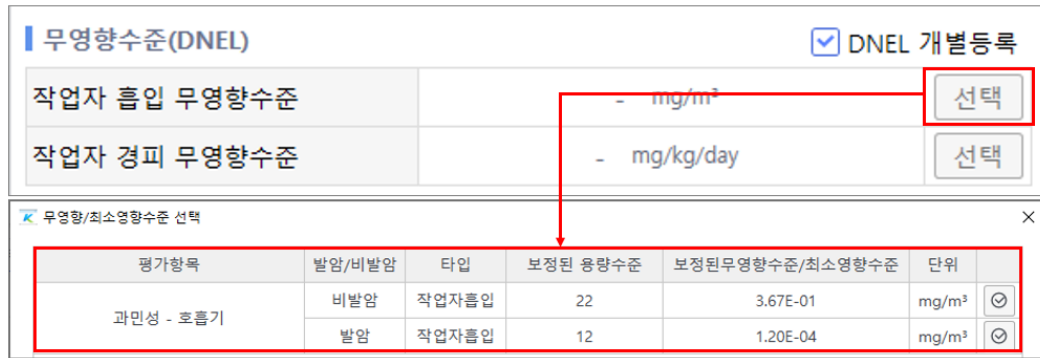 무영향수준(DNEL)
DNEL 개별등록
작업자 흡입 무영향수준 - mg/m³ 선택
작업자 경피 무영향수준 - mg/kg/day 선택
무영향/최소영향수준 선택
평가항목 발암/비발암 타입 보정된 용량수준 보정된무영향수준/최소영향수준 단위
과민성 - 호흡기
비발암 작업자흡입 22 3.67E-01 mg/m³
발암 작업자흡입 12 1.20E-04 mg/m³